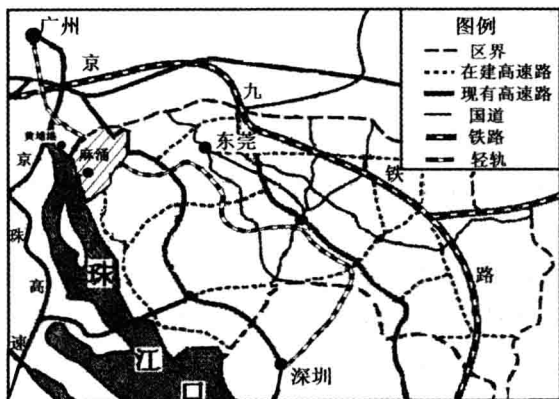 广州
京
九
铁
路
黄埔港
麻涌
东莞
京
珠
高
速
珠
江
口
深圳
图例
区界
在建高速路
现有高速路
国道
铁路
轻轨